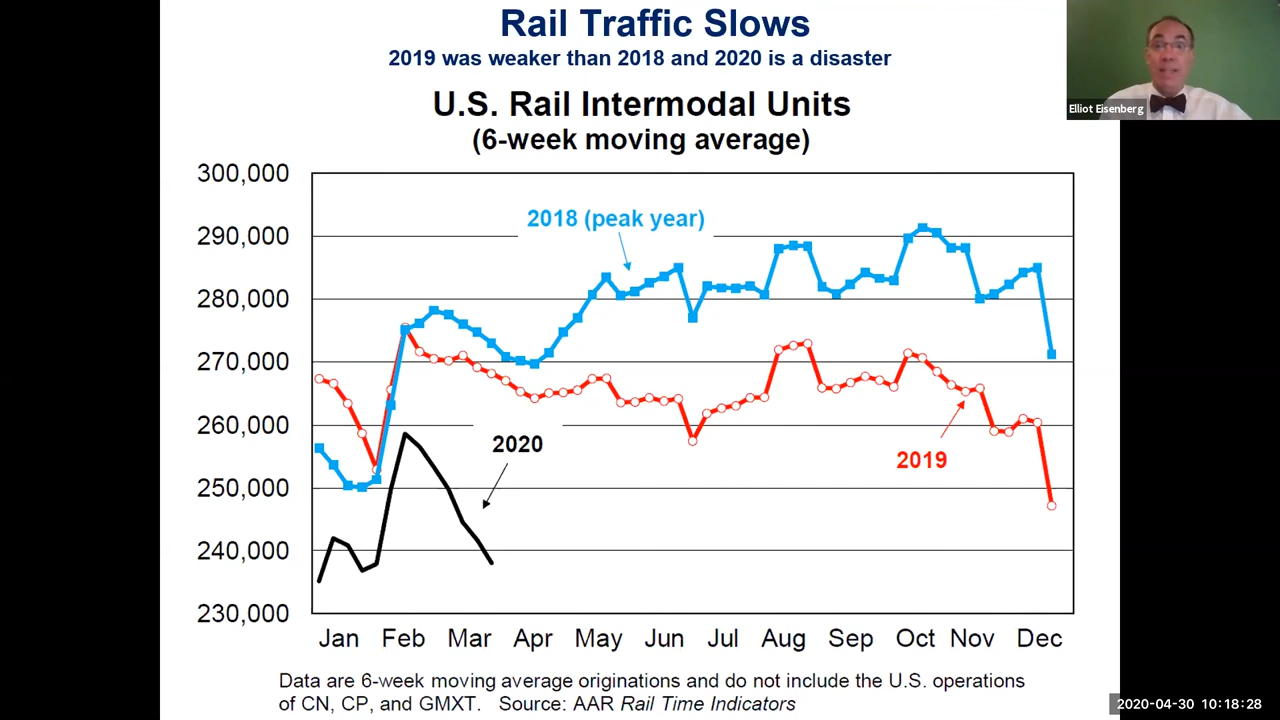 Rail Traffic Slows
2019 was weaker than 2018 and 2020 is a disaster
Elliot Eisenberg
U.S. Rail Intermodal Units
(6-week moving average)
300,000
290,000
280,000
270,000
260,000
250,000
240,000
230,000
2018 (peak year)
2020
2019
Jan Feb Mar Apr May Jun Jul Aug Sep Oct Nov Dec
Data are 6-week moving average originations and do not include the U.S. operations
of CN, CP, and GMXT. Source: AAR Rail Time Indicators
2020-04-30 10:18:28